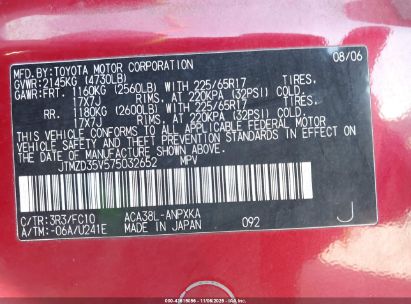 MFD.BY:TOYOTA MOTOR CORPORATION 08/06
GVWR:2145KG (4730LB)
GAWR: FRT. 1160KG (2560LB) WITH 225/65R17 TIRES.
17X7J RIMS. AT 220KPA (32PSI) COLD.
RR. 1180KG (2600LB) WITH 225/65R17 TIRES.
17X7J RIMS. AT 220KPA (32PSI) COLD.
THIS VEHICLE CONFORMS TO ALL APPLICABLE
FEDERAL MOTOR VEHICLE SAFETY, BUMPER, AND
THEFT PREVENTION STANDARDS IN EFFECT ON
THE DATE OF MANUFACTURE SHOWN ABOVE.
JTMZD35V575032652 MPV
C/TR:3R3/FC10 ACA38L-ANPXKA
A/TM:-06A/U241E MADE IN JAPAN 092 J